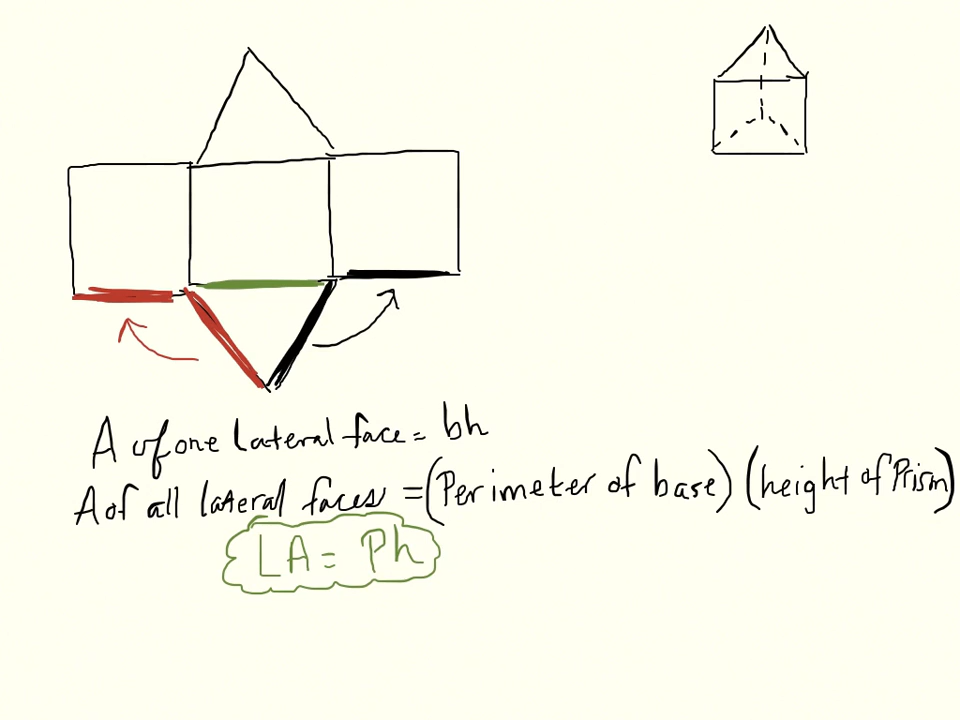 A of one lateral face = bh
A of all lateral faces = (Perimeter of base) (height of Prism)
LA = Ph